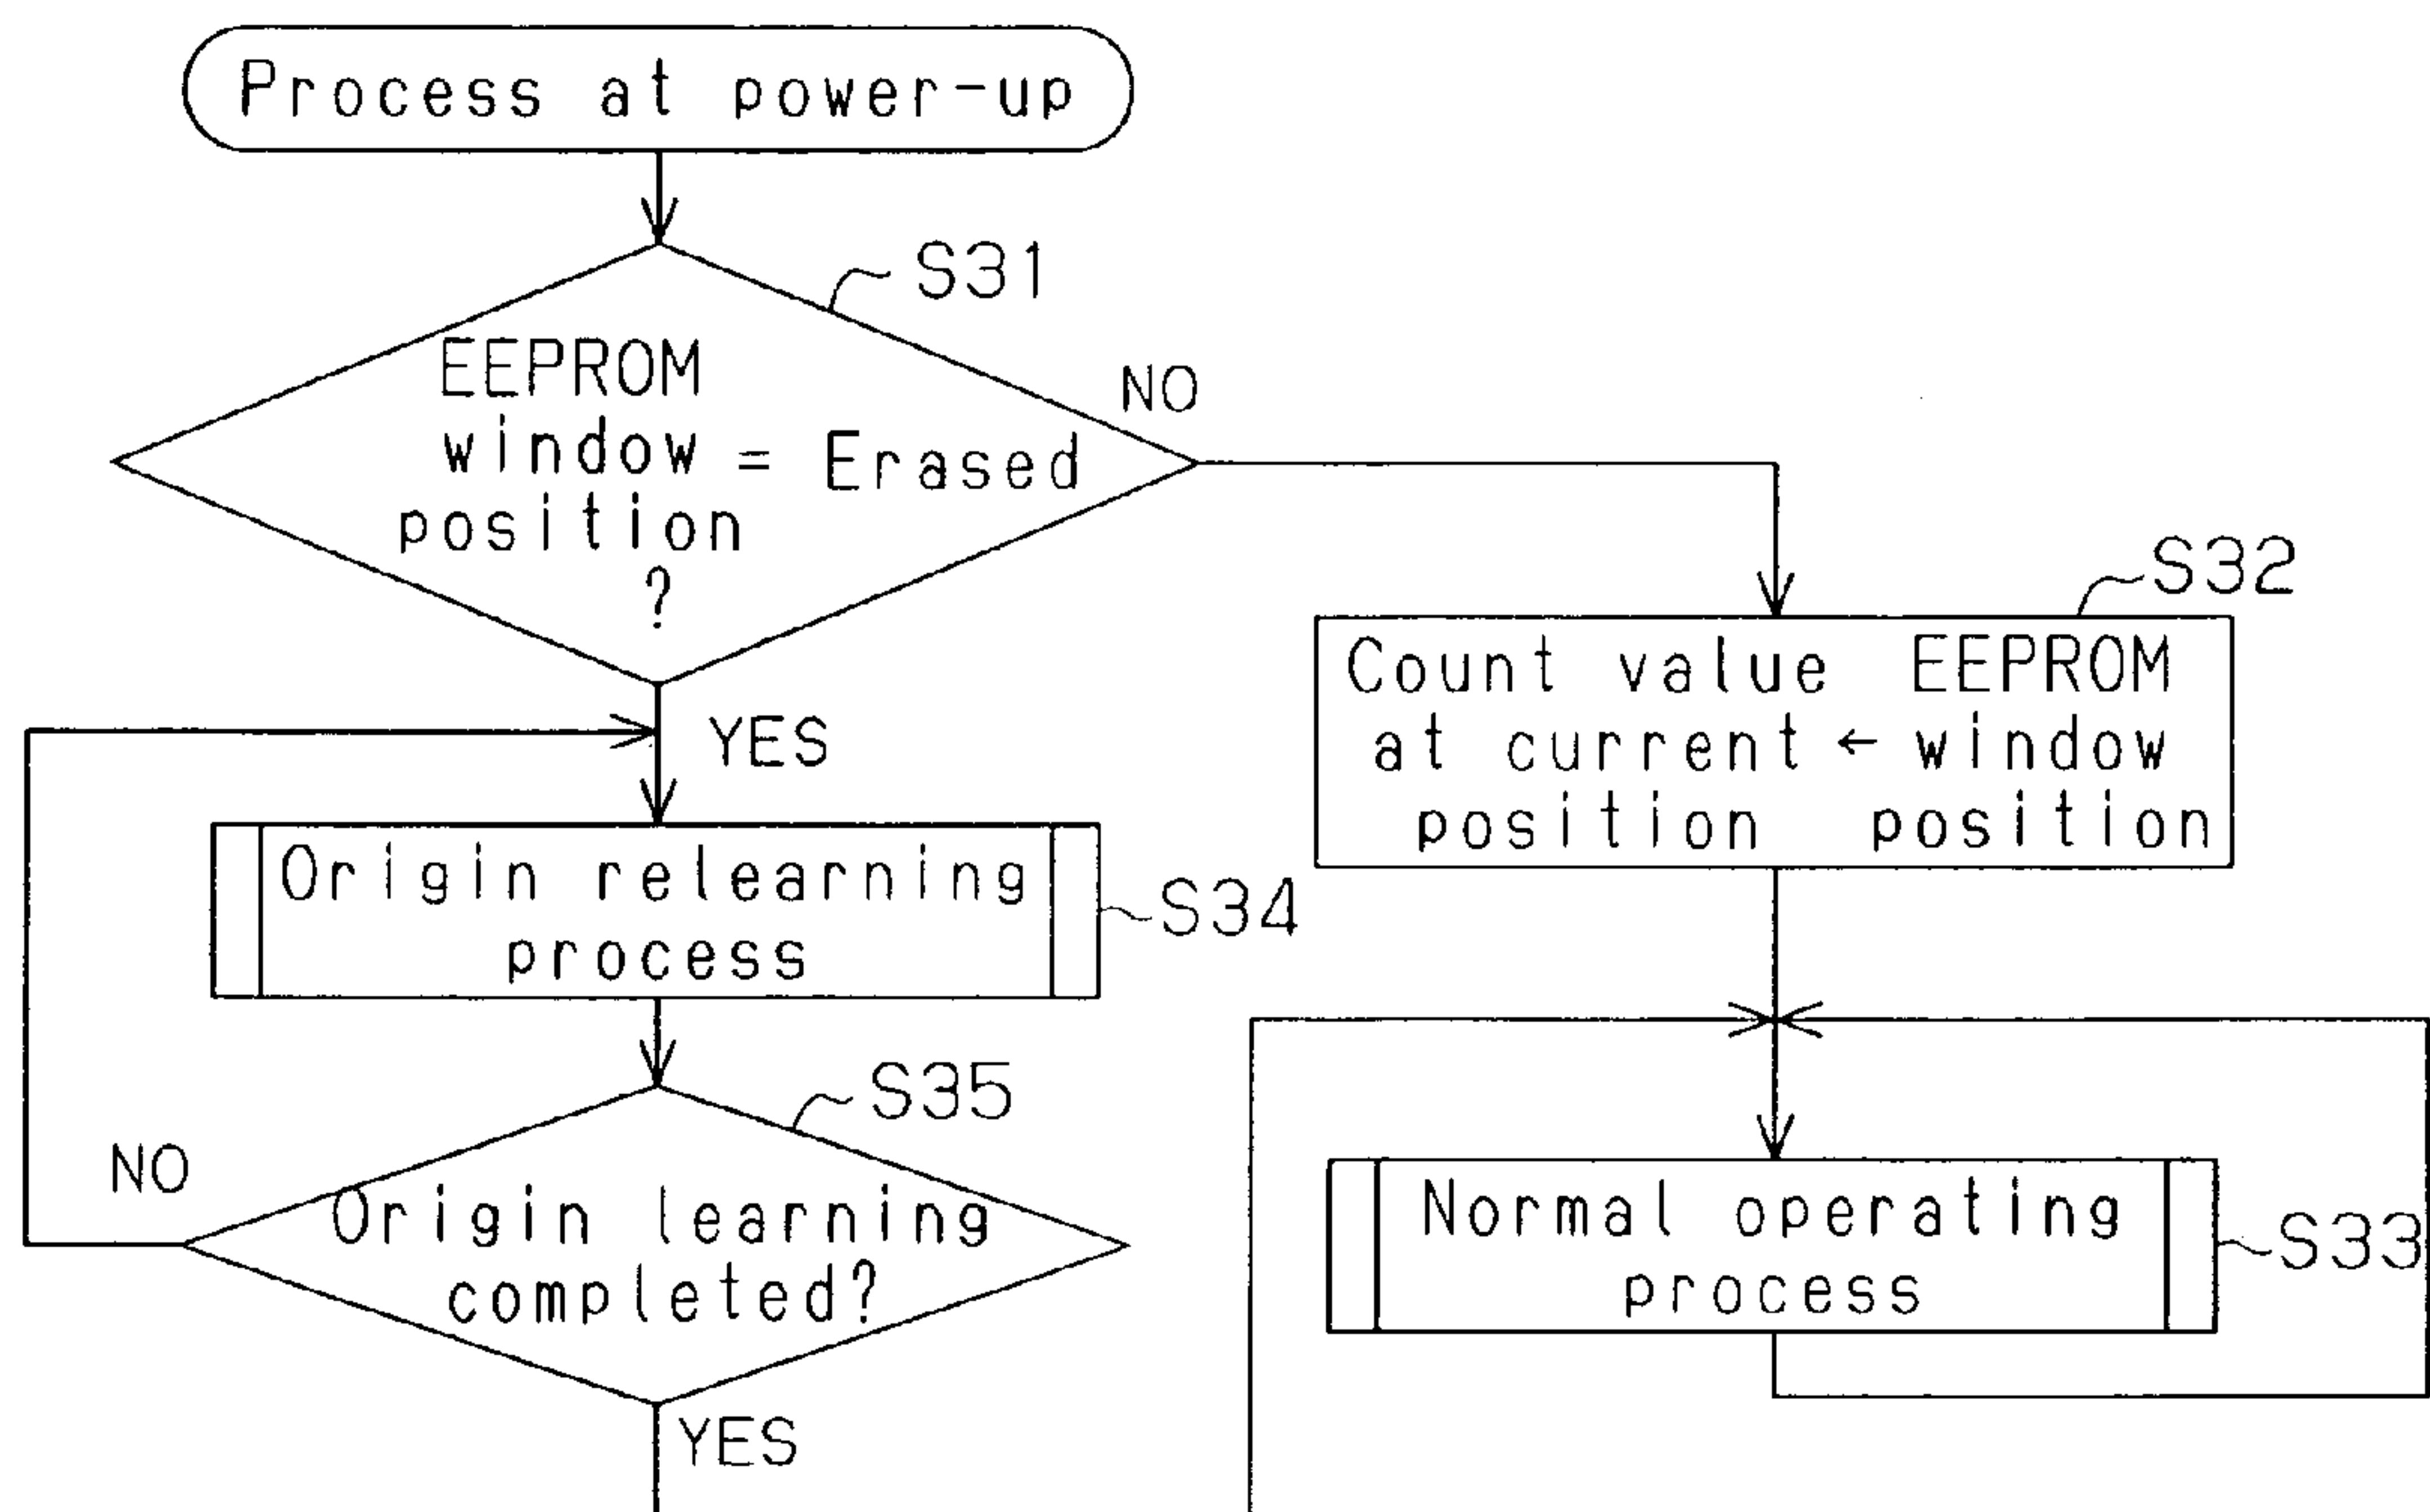 Process at power-up
S31
EEPROM
window = Erased
position
?
NO
YES
S32
Count value EEPROM
at current ← window
position position
Origin relearning
process
S34
S35
Origin learning
completed?
NO
YES
Normal operating
process
S33